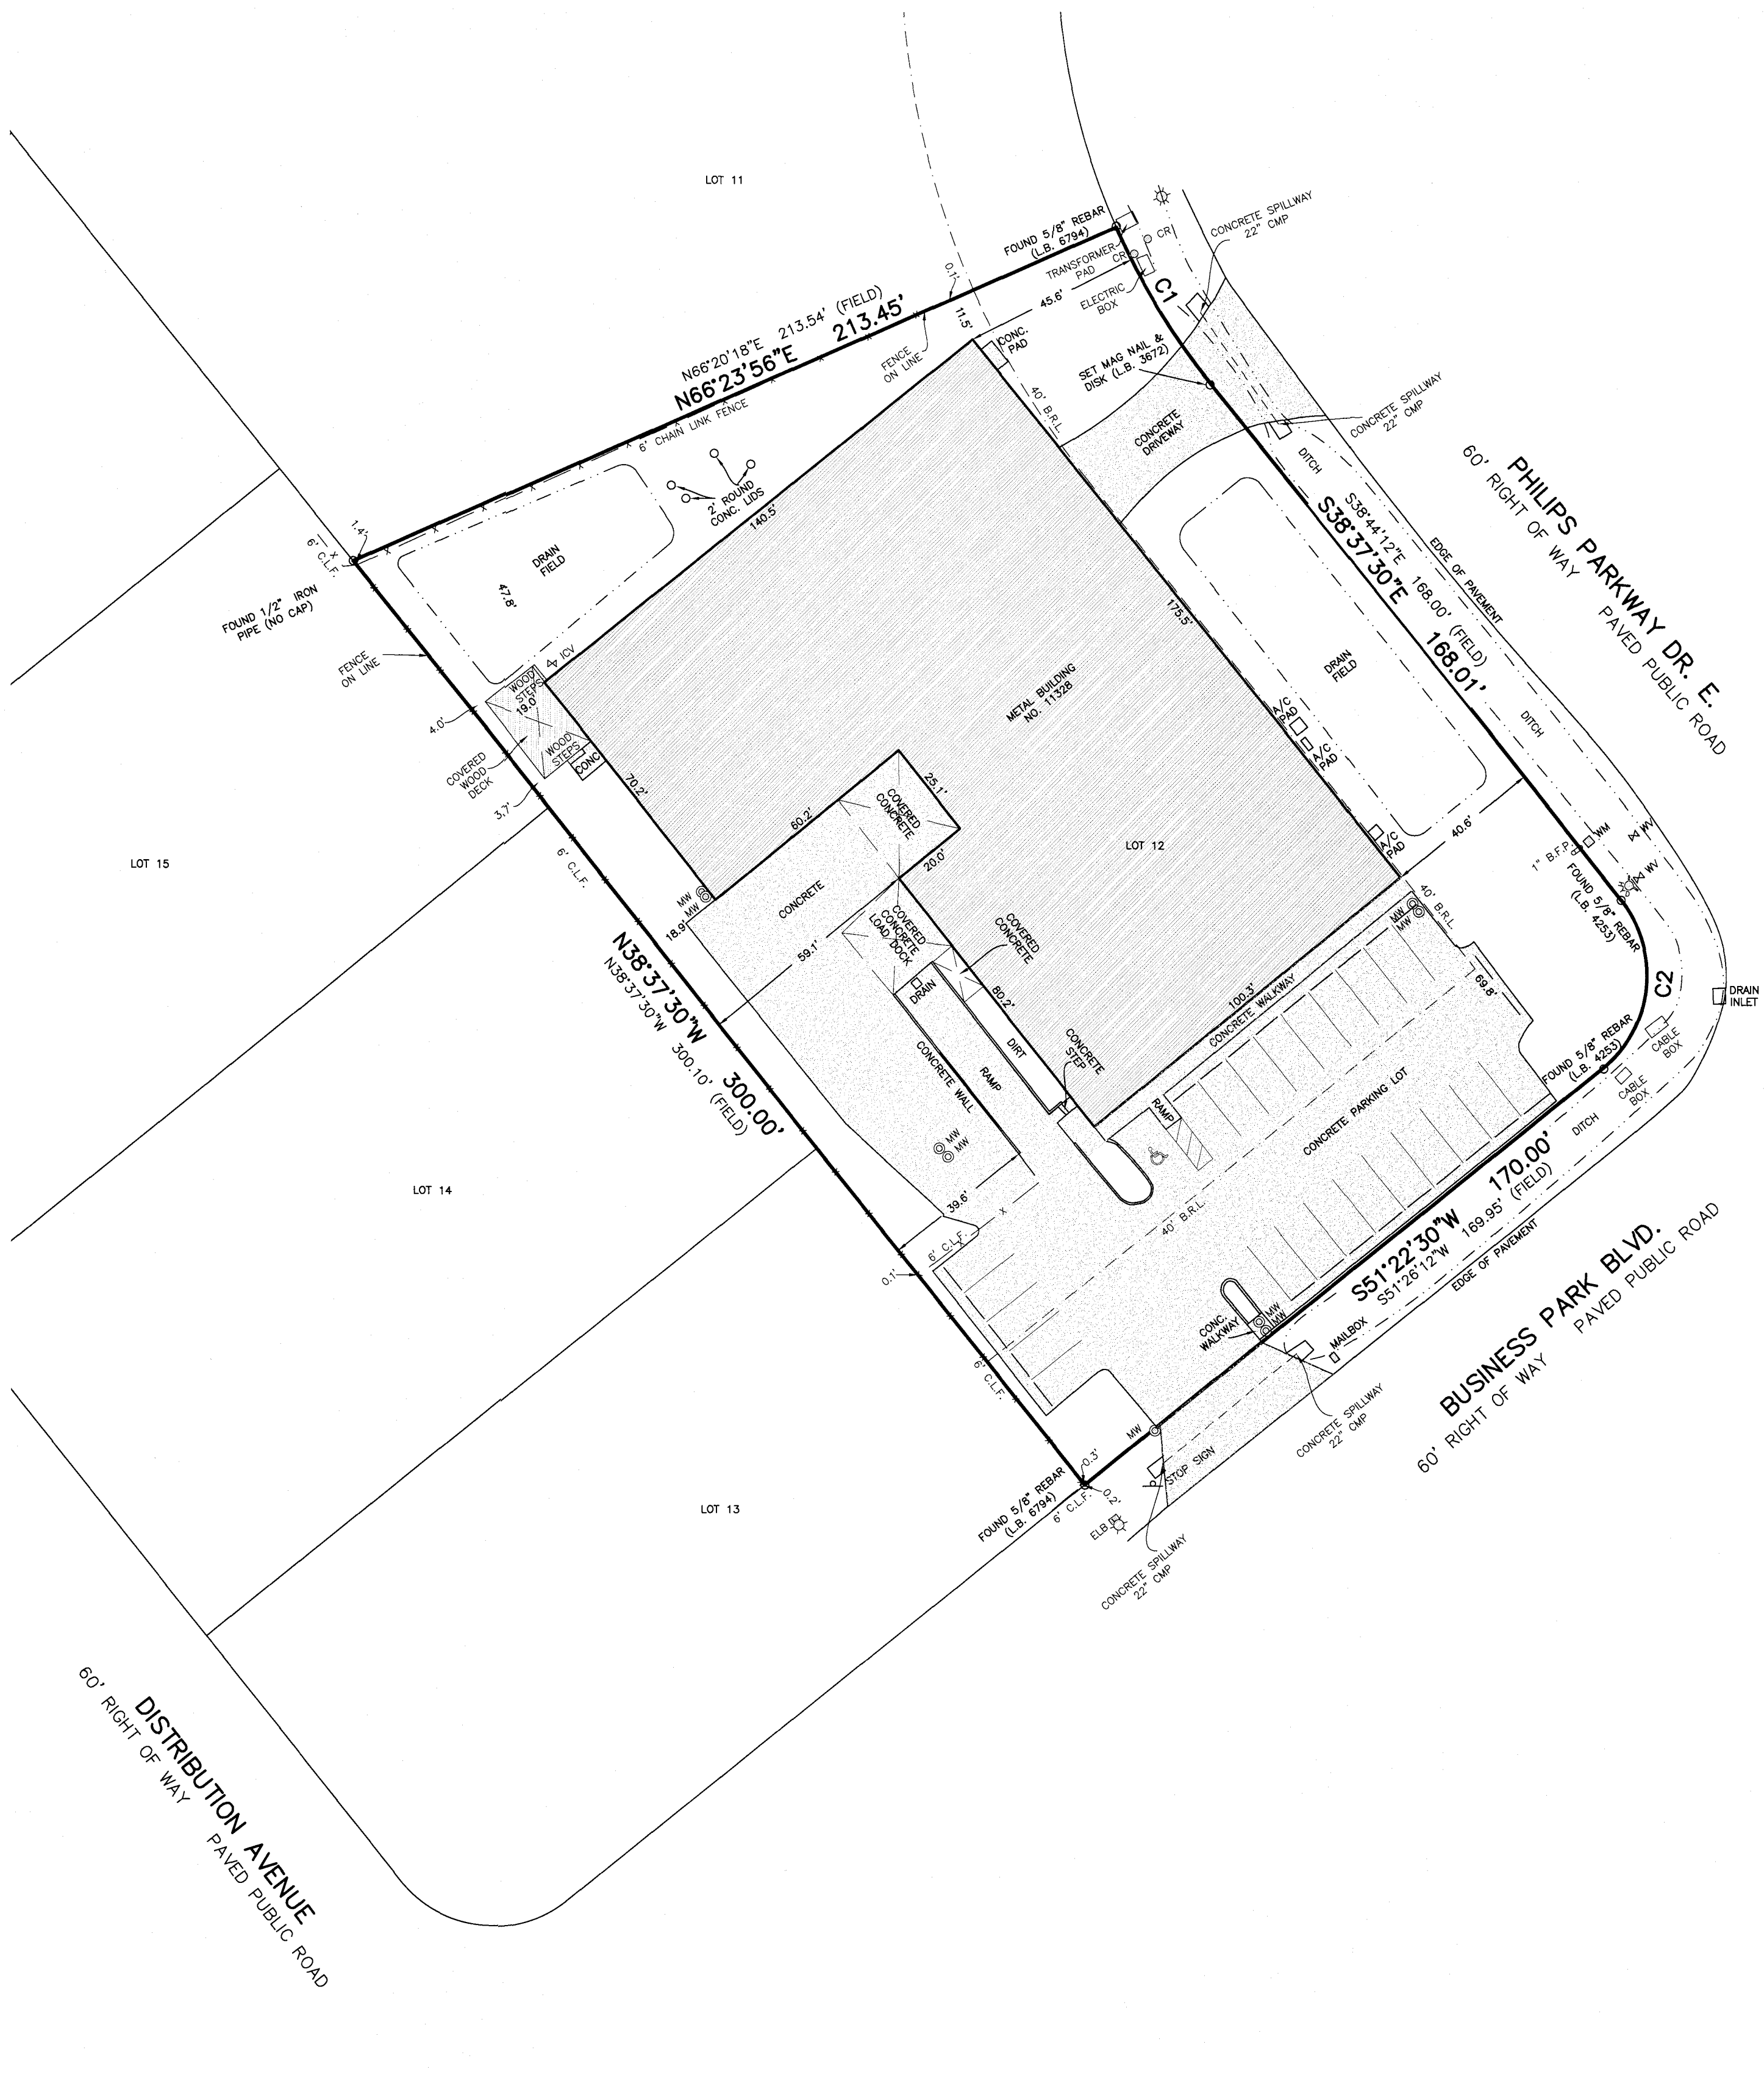 LOT 11
FOUND 5/8" REBAR
(L.B. 6794)
CONCRETE SPILLWAY
22" CMP
CR
CR
TRANSFORMER
PAD
ELECTRIC
BOX
C1
0.1'
45.6'
11.5'
N66°20'18"E 213.54' (FIELD)
N66°23'56"E 213.45'
FENCE
ON LINE
6' CHAIN LINK FENCE
CONC.
PAD
40' B.R.L.
SET MAG NAIL &
DISK (L.B. 3672)
CONCRETE
DRIVEWAY
CONCRETE SPILLWAY
22" CMP
DITCH
PHILIPS PARKWAY DR. E.
60' RIGHT OF WAY
PAVED PUBLIC ROAD
S38°44'12"E 168.00' (FIELD)
S38°37'30"E 168.01'
EDGE OF PAVEMENT
DITCH
2' ROUND
CONC. LIDS
140.5'
DRAIN
FIELD
47.8'
1.4'
6' C.L.F.
FOUND 1/2" IRON
PIPE (NO CAP)
FENCE
ON LINE
ICV
WOOD
STEPS
19.0'
WOOD
STEPS
CONC
4.0'
COVERED
WOOD
DECK
3.7'
70.2'
175.5'
METAL BUILDING
NO. 11328
DRAIN
FIELD
A/C
PAD
A/C
PAD
A/C
PAD
60.2'
25.1'
COVERED
CONCRETE
20.0'
LOT 12
40.6'
1" B.F.P.
WM
WV
WV
FOUND 5/8" REBAR
(L.B. 4253)
LOT 15
6' C.L.F.
MW
MW
18.9'
CONCRETE
59.1'
COVERED
CONCRETE
LOAD/DOCK
COVERED
CONCRETE
DRAIN
80.2'
DIRT
RAMP
CONCRETE WALL
CONCRETE
STEP
100.3'
CONCRETE WALKWAY
40' B.R.L.
MW
MW
69.8'
C2
DRAIN
INLET
CABLE
BOX
CABLE
BOX
FOUND 5/8" REBAR
(L.B. 4253)
RAMP
CONCRETE PARKING LOT
DITCH
N38°37'30"W 300.00'
N38°37'30"W 300.10'
(FIELD)
MW
MW
39.6'
6' C.L.F.
X
0.1'
40' B.R.L.
LOT 14
S51°22'30"W 170.00'
S51°26'12"W 169.95' (FIELD)
EDGE OF PAVEMENT
BUSINESS PARK BLVD.
60' RIGHT OF WAY
PAVED PUBLIC ROAD
CONC.
WALKWAY
MW
MW
MAILBOX
CONCRETE SPILLWAY
22" CMP
6' C.L.F.
MW
STOP SIGN
0.3'
0.2'
6' C.L.F.
FOUND 5/8" REBAR
(L.B. 6794)
ELB
CONCRETE SPILLWAY
22" CMP
LOT 13
DISTRIBUTION AVENUE
60' RIGHT OF WAY
PAVED PUBLIC ROAD